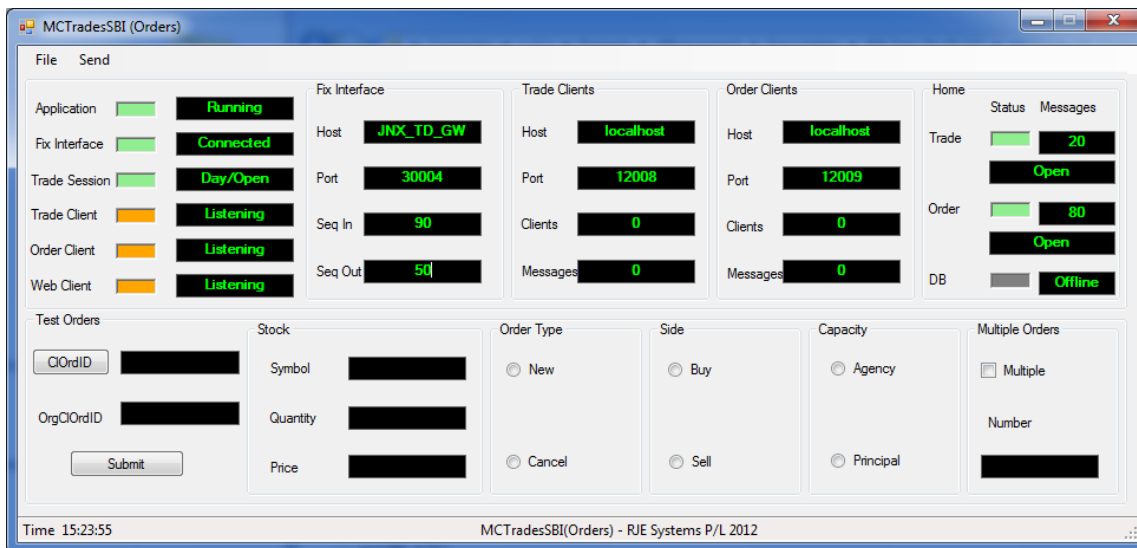 MCTradesSBI (Orders)
File Send
Application Running
Fix Interface Connected
Trade Session Day/Open
Trade Client Listening
Order Client Listening
Web Client Listening
Fix Interface
Host JNX_TD_GW
Port 30004
Seq In 90
Seq Out 50
Trade Clients
Host localhost
Port 12008
Clients 0
Messages 0
Order Clients
Host localhost
Port 12009
Clients 0
Messages 0
Home
Status Messages
Trade 20
Open
Order 80
Open
DB Offline
Test Orders
ClOrdID
OrgClOrdID
Submit
Stock
Symbol
Quantity
Price
Order Type
New
Cancel
Side
Buy
Sell
Capacity
Agency
Principal
Multiple Orders
Multiple
Number
Time 15:23:55 MCTradesSBI(Orders) - RJE Systems P/L 2012